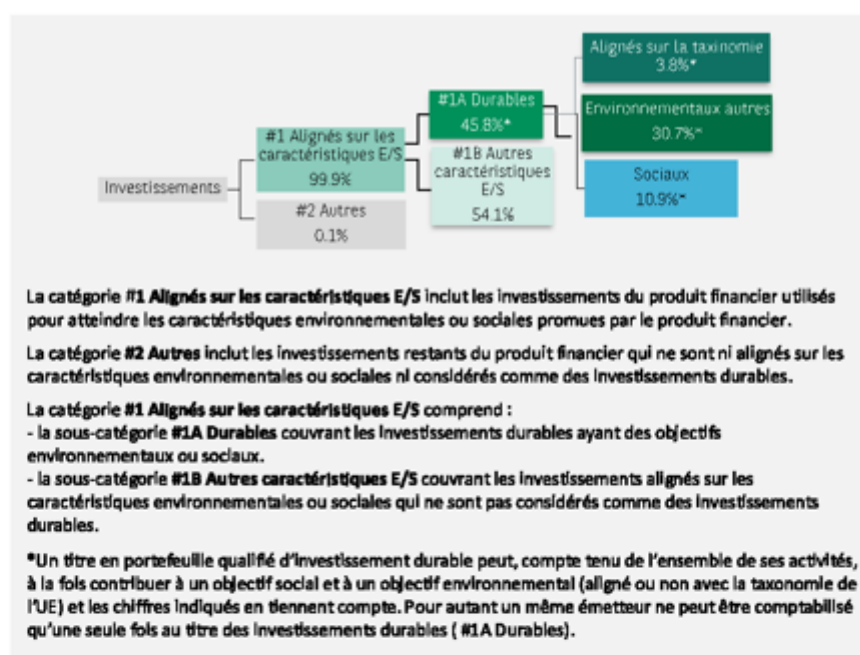 Alignés sur la taxinomie
3.8%*
#1A Durables
45.8%*
Environnementaux autres
30.7%*
#1 Alignés sur les
caractéristiques E/S
99.9%
#1B Autres
caractéristiques
E/S
54.1%
Sociaux
10.9%*
Investissements
#2 Autres
0.1%
La catégorie #1 Alignés sur les caractéristiques E/S inclut les investissements du produit financier utilisés
pour atteindre les caractéristiques environnementales ou sociales promues par le produit financier.
La catégorie #2 Autres inclut les investissements restants du produit financier qui ne sont ni alignés sur les
caractéristiques environnementales ou sociales ni considérés comme des investissements durables.
La catégorie #1 Alignés sur les caractéristiques E/S comprend :
- la sous-catégorie #1A Durables couvrant les investissements durables ayant des objectifs
environnementaux ou sociaux.
- la sous-catégorie #1B Autres caractéristiques E/S couvrant les investissements alignés sur les
caractéristiques environnementales ou sociales qui ne sont pas considérés comme des investissements
durables.
*Un titre en portefeuille qualifié d'investissement durable peut, compte tenu de l'ensemble de ses activités,
à la fois contribuer à un objectif social et à un objectif environnemental (aligné ou non avec la taxonomie de
l'UE) et les chiffres indiqués en tiennent compte. Pour autant un même émetteur ne peut être comptabilisé
qu'une seule fois au titre des investissements durables ( #1A Durables).